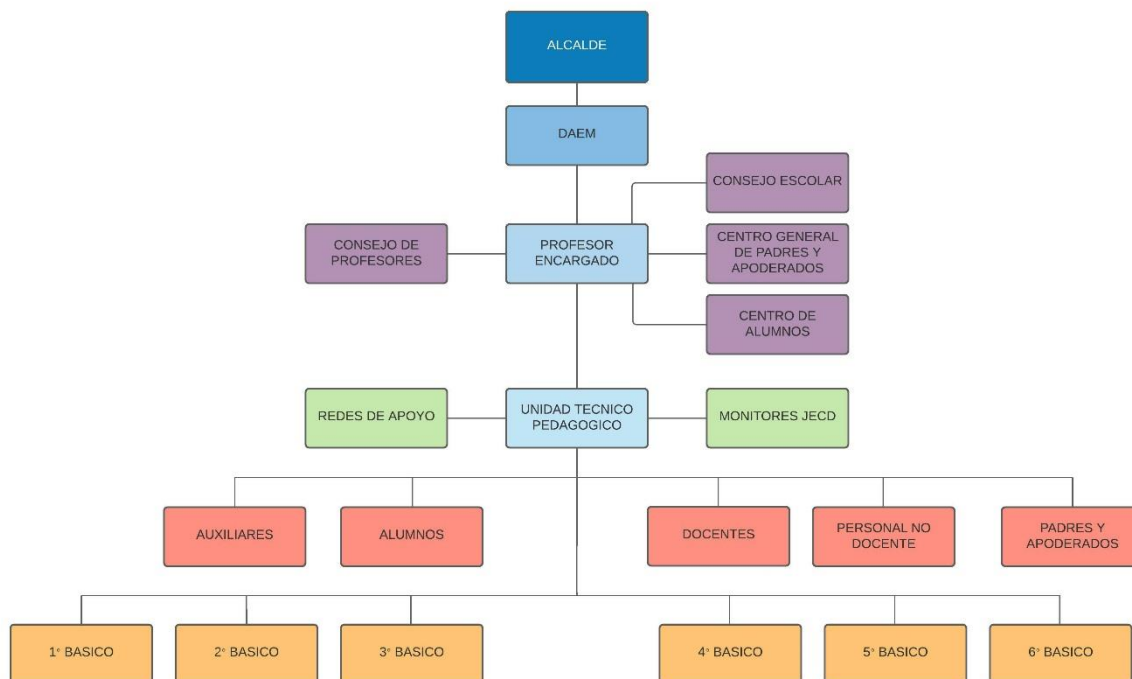 ALCALDE
DAEM
CONSEJO ESCOLAR
CONSEJO DE
PROFESORES
PROFESOR
ENCARGADO
CENTRO GENERAL
DE PADRES Y
APODERADOS
CENTRO DE
ALUMNOS
REDES DE APOYO
UNIDAD TECNICO
PEDAGOGICO
MONITORES JECD
AUXILIARES
ALUMNOS
DOCENTES
PERSONAL NO
DOCENTE
PADRES Y
APODERADOS
1° BASICO
2° BASICO
3° BASICO
4° BASICO
5° BASICO
6° BASICO